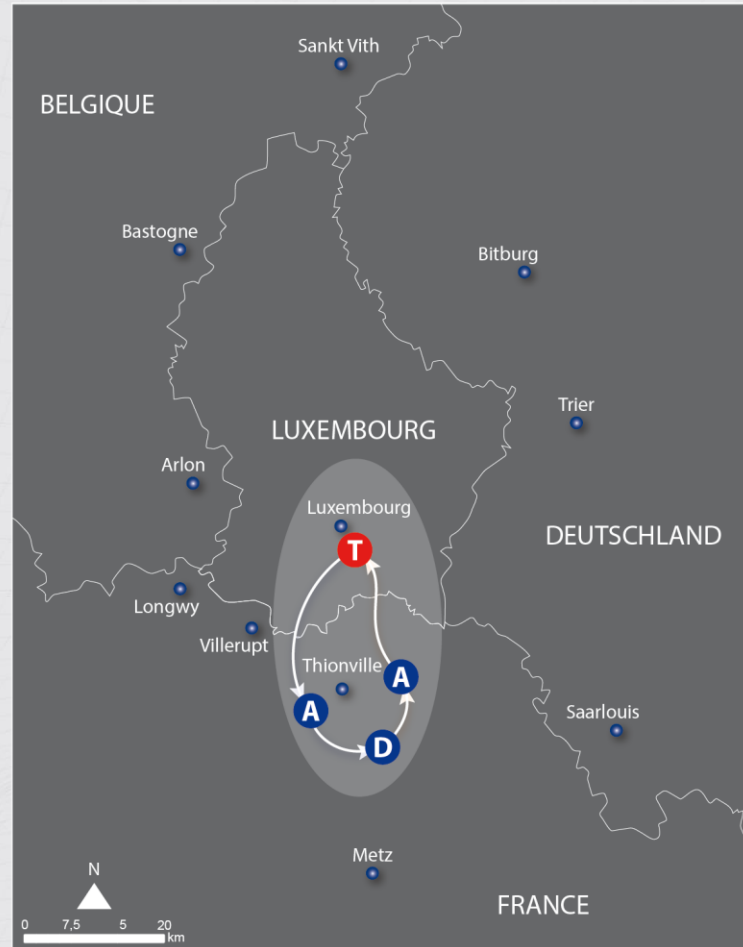 Sankt Vith
BELGIQUE
Bastogne
Bitburg
Trier
LUXEMBOURG
Arlon
Luxembourg
T
DEUTSCHLAND
Longwy
Villerupt
Thionville
A
A
Saarlouis
D
Metz
N
FRANCE
0 7,5 5 20
km